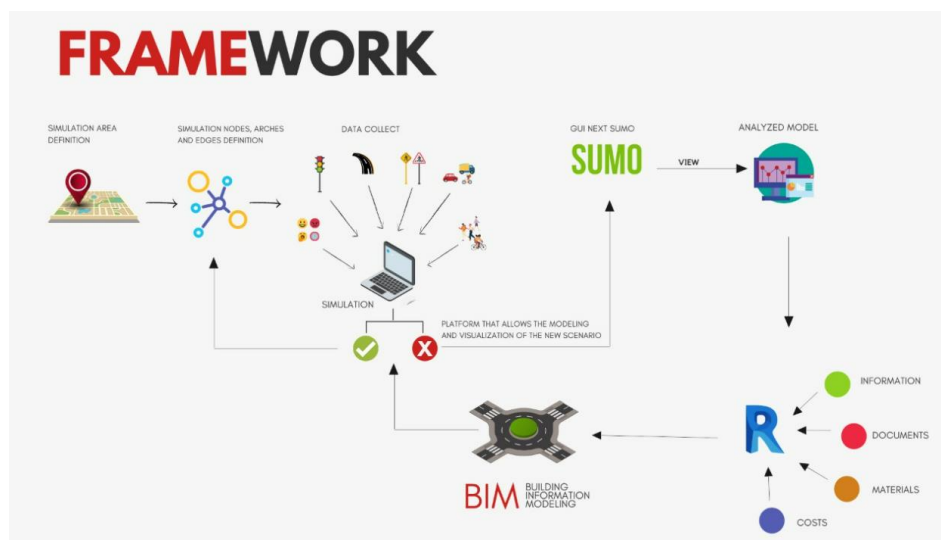 FRAMEWORK
SIMULATION AREA
DEFINITION
SIMULATION NODES, ARCHES
AND EDGES DEFINITION
DATA COLLECT
GUI NEXT SUMO
SUMO
VIEW
ANALYZED MODEL
SIMULATION
PLATFORM THAT ALLOWS THE MODELING
AND VISUALIZATION OF THE NEW SCENARIO
INFORMATION
R
DOCUMENTS
MATERIALS
COSTS
BIM
BUILDING
INFORMATION
MODELING